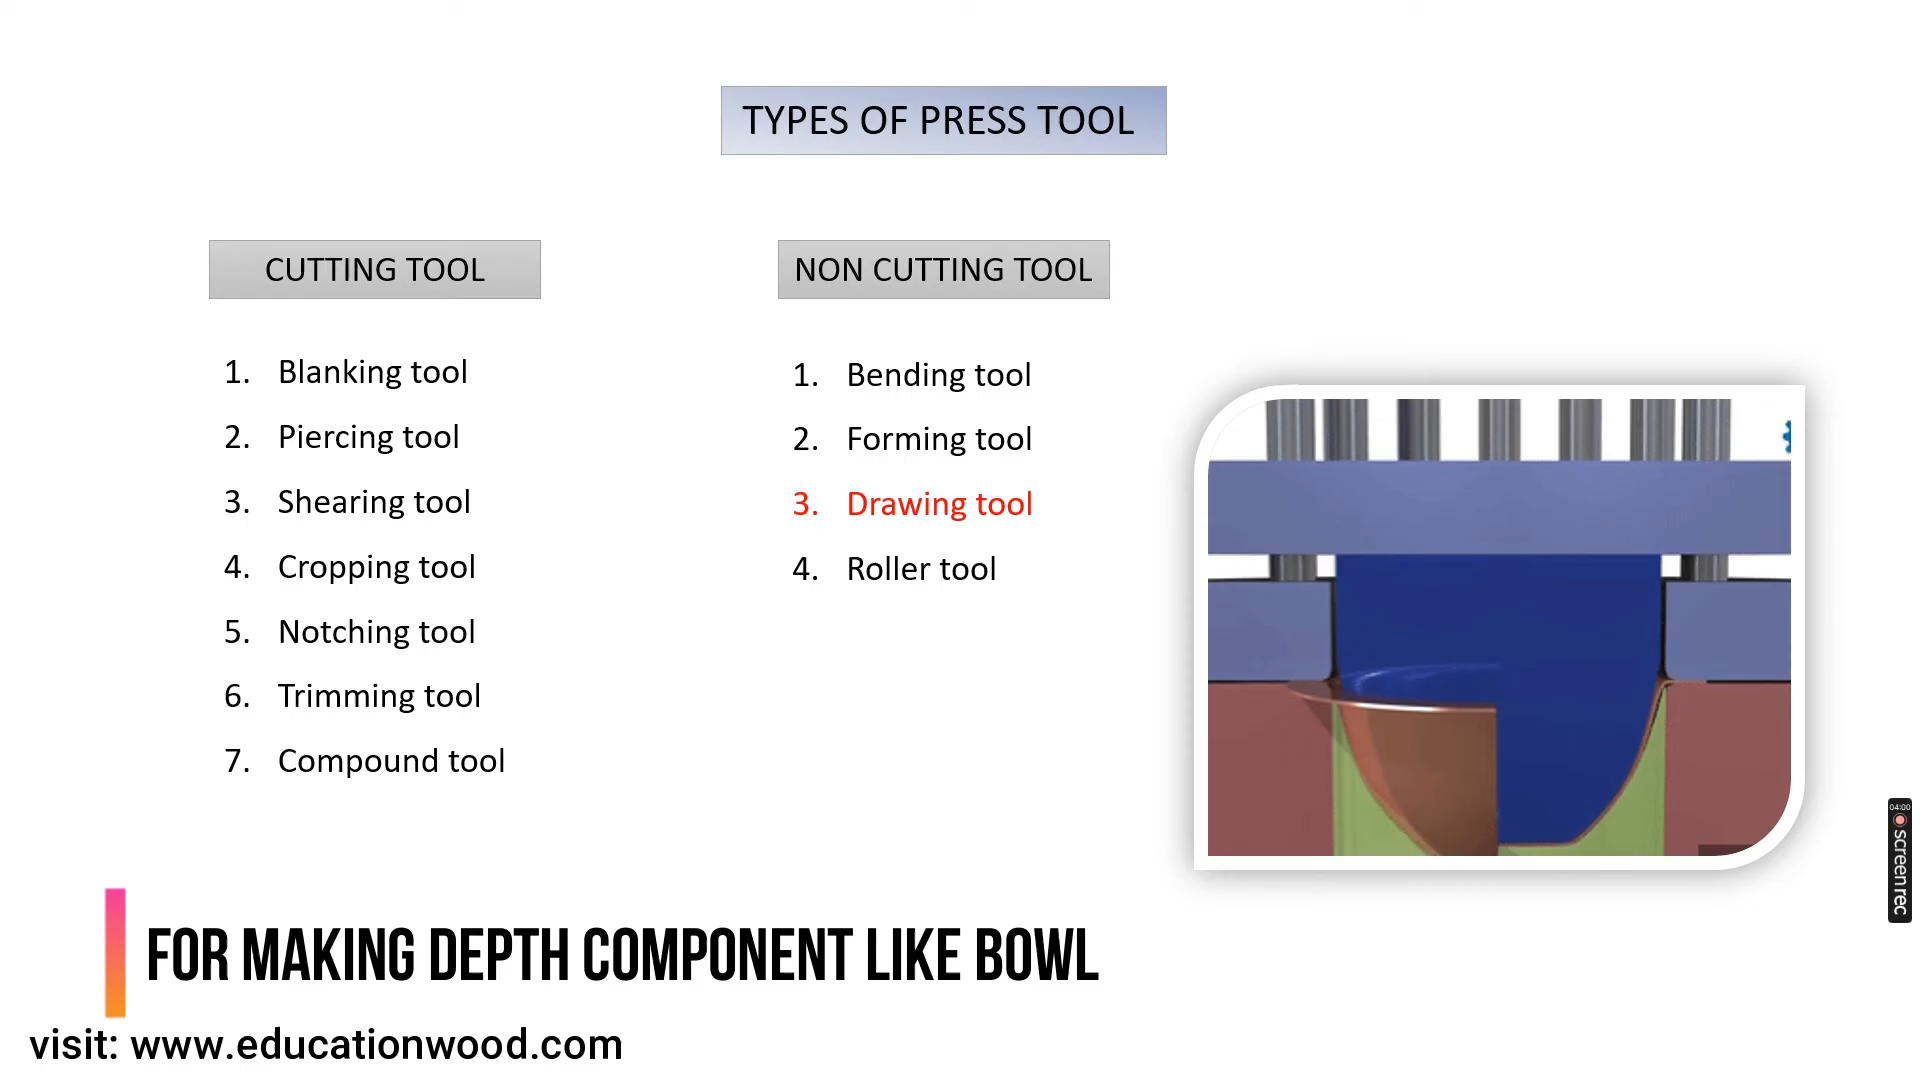 TYPES OF PRESS TOOL
CUTTING TOOL
1. Blanking tool
2. Piercing tool
3. Shearing tool
4. Cropping tool
5. Notching tool
6. Trimming tool
7. Compound tool
NON CUTTING TOOL
1. Bending tool
2. Forming tool
3. Drawing tool
4. Roller tool
FOR MAKING DEPTH COMPONENT LIKE BOWL
visit: www.educationwood.com
04:00
screenrec